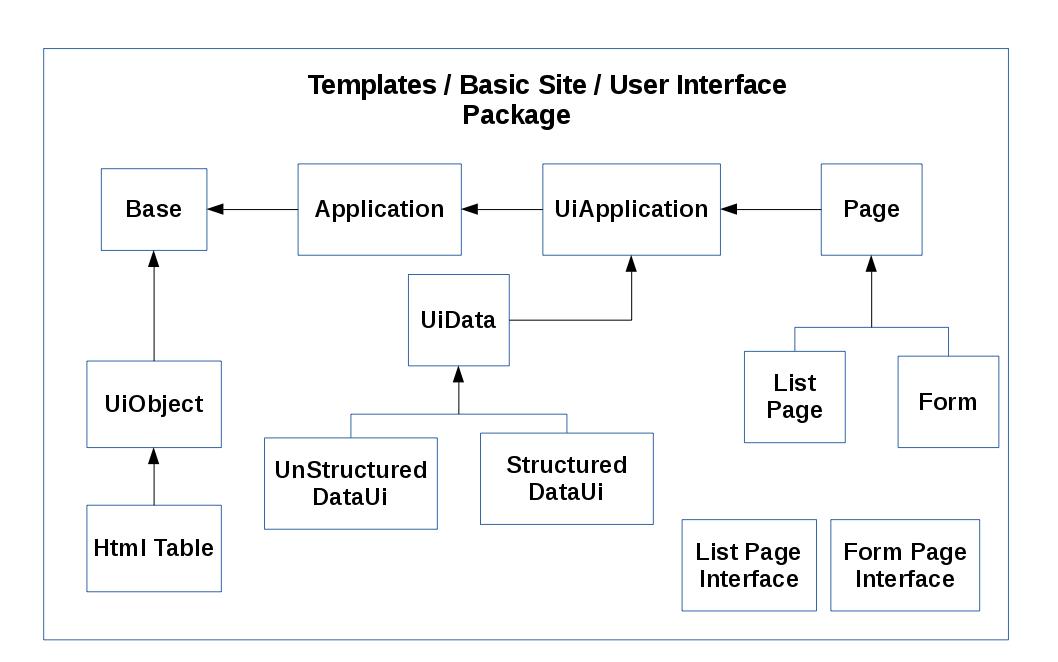 Templates / Basic Site / User Interface
Package
Base
Application
UiApplication
Page
UiData
UiObject
List
Page
Form
UnStructured
DataUi
Structured
DataUi
Html Table
List Page
Interface
Form Page
Interface